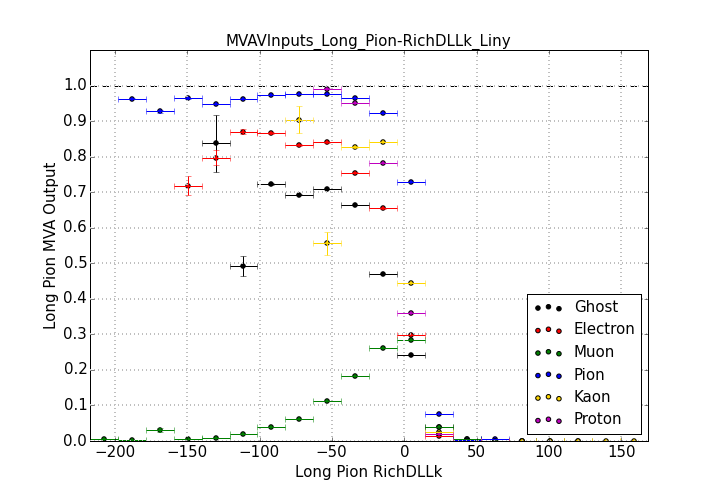 MVAVInputs_Long_Pion-RichDLLk_Liny
1.0
0.9
0.8
0.7
0.6
0.5
0.4
0.3
0.2
0.1
0.0
Long Pion MVA Output
Ghost
Electron
Muon
Pion
Kaon
Proton
−200 −150 −100 −50 0 50 100 150
Long Pion RichDLLk